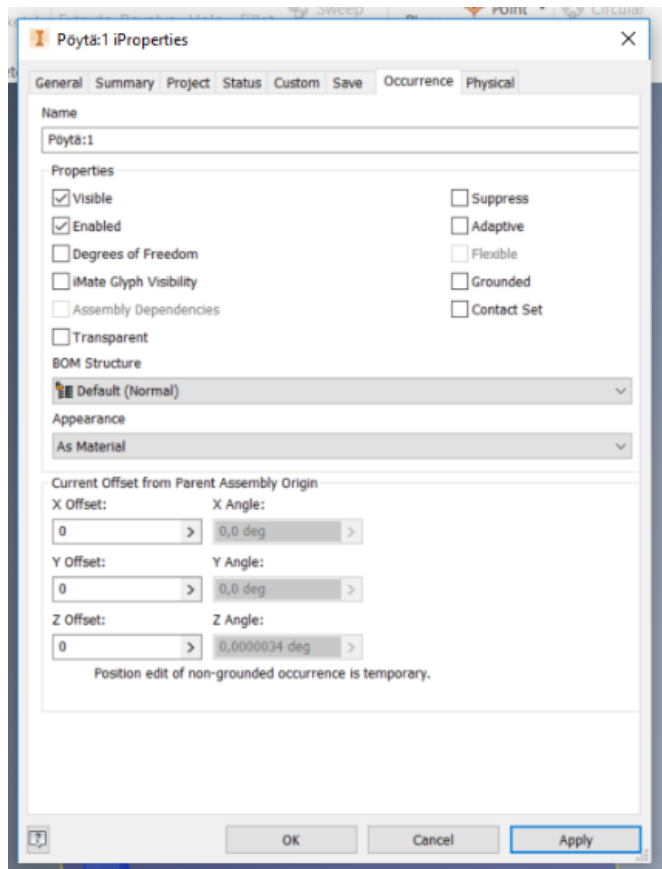 Sweep
Point
Circular
Pöytä:1 iProperties
General Summary Project Status Custom Save Occurrence Physical
Name
Pöytä:1
Properties
Visible
Suppress
Enabled
Adaptive
Degrees of Freedom
Flexible
iMate Glyph Visibility
Grounded
Assembly Dependencies
Contact Set
Transparent
BOM Structure
Default (Normal)
Appearance
As Material
Current Offset from Parent Assembly Origin
X Offset: X Angle:
0 0,0 deg
Y Offset: Y Angle:
0 0,0 deg
Z Offset: Z Angle:
0 0,0000034 deg
Position edit of non-grounded occurrence is temporary.
OK Cancel Apply